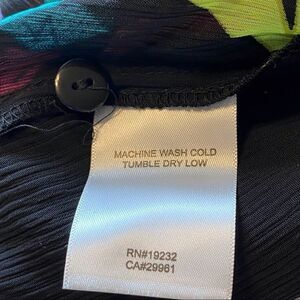 MACHINE WASH COLD
TUMBLE DRY LOW
RN#19232
CA#29961